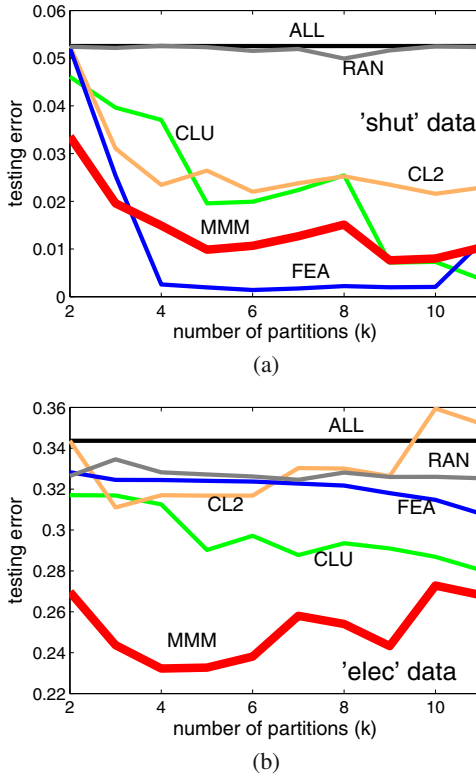 0.06
0.05
0.04
0.03
0.02
0.01
0
testing error
ALL
RAN
'shut' data
CLU
CL2
MMM
FEA
2 4 6 8 10
number of partitions (k)
(a)
0.36
0.34
0.32
0.3
0.28
0.26
0.24
0.22
testing error
ALL
RAN
CL2
FEA
CLU
MMM
'elec' data
2 4 6 8 10
number of partitions (k)
(b)